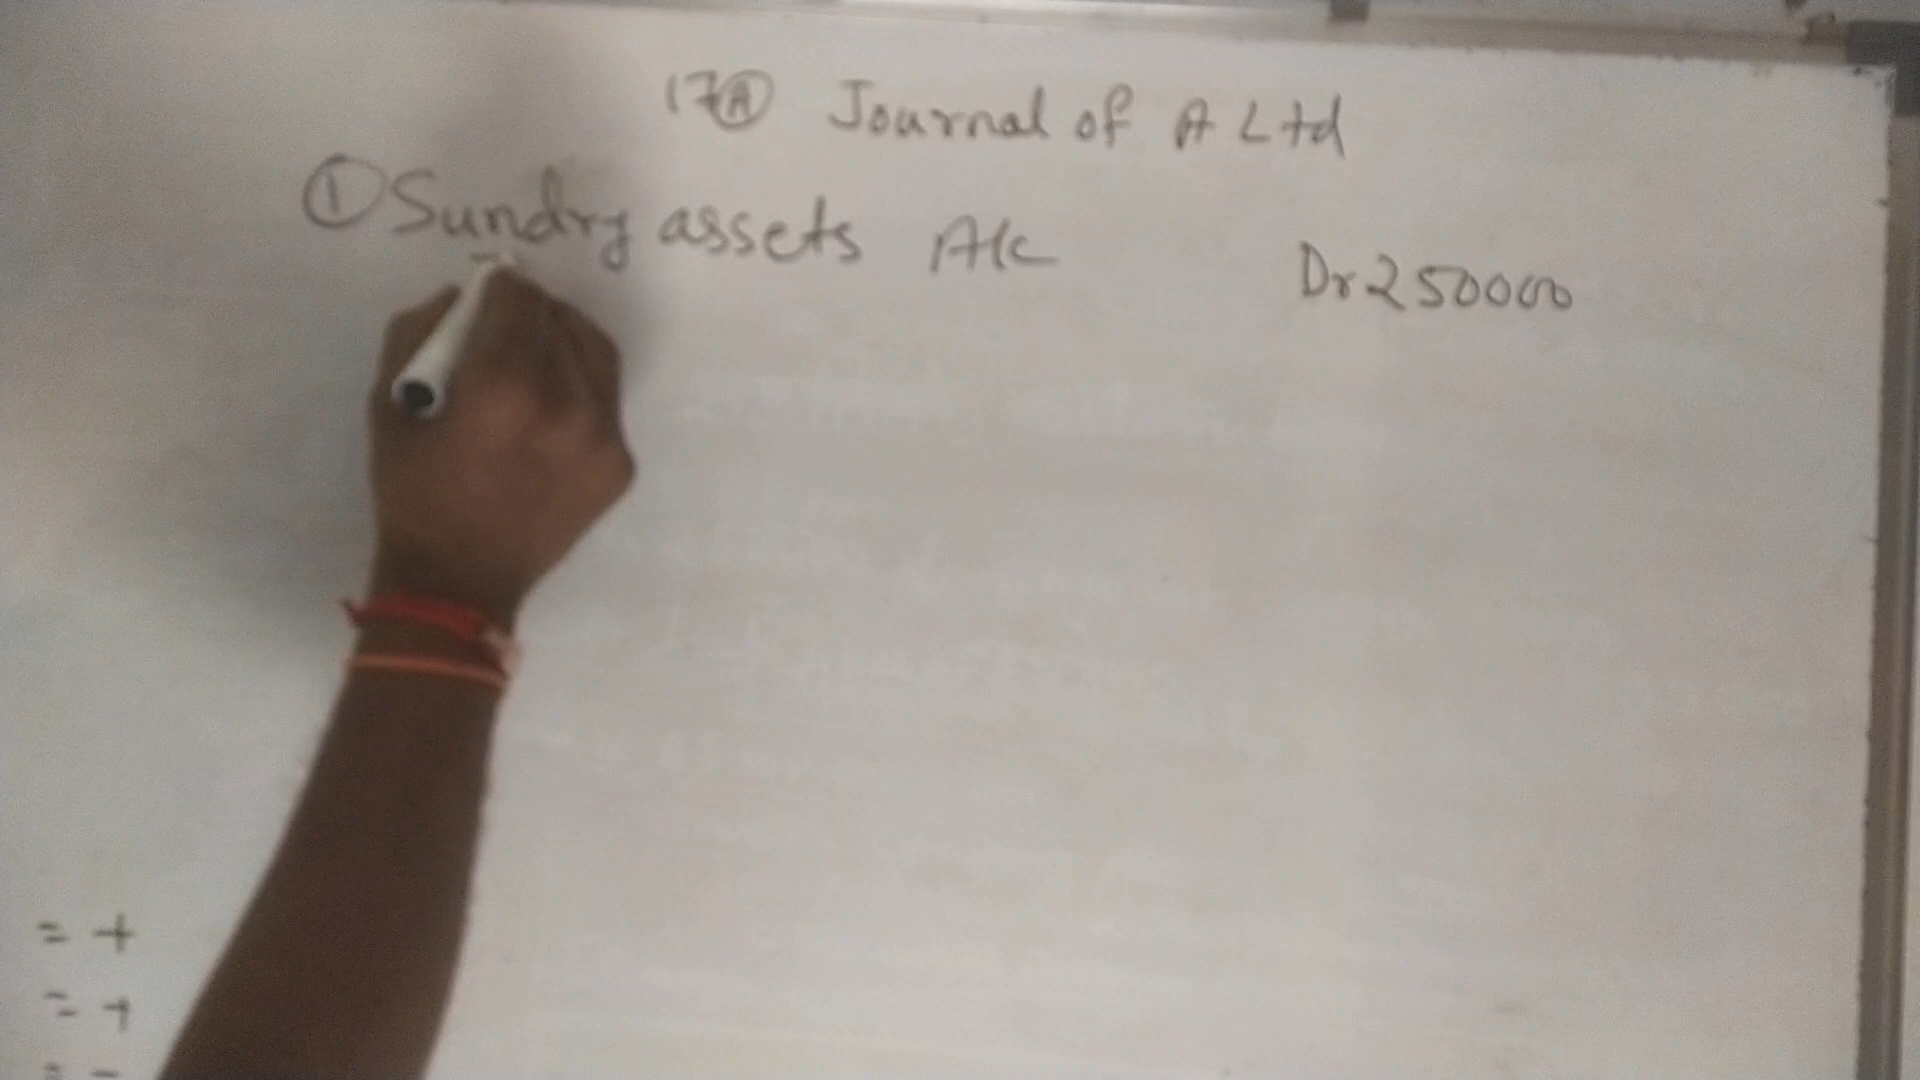 17Ⓐ Journal of A Ltd
① Sundry assets A/c Dr 250000
= +
= +
= -